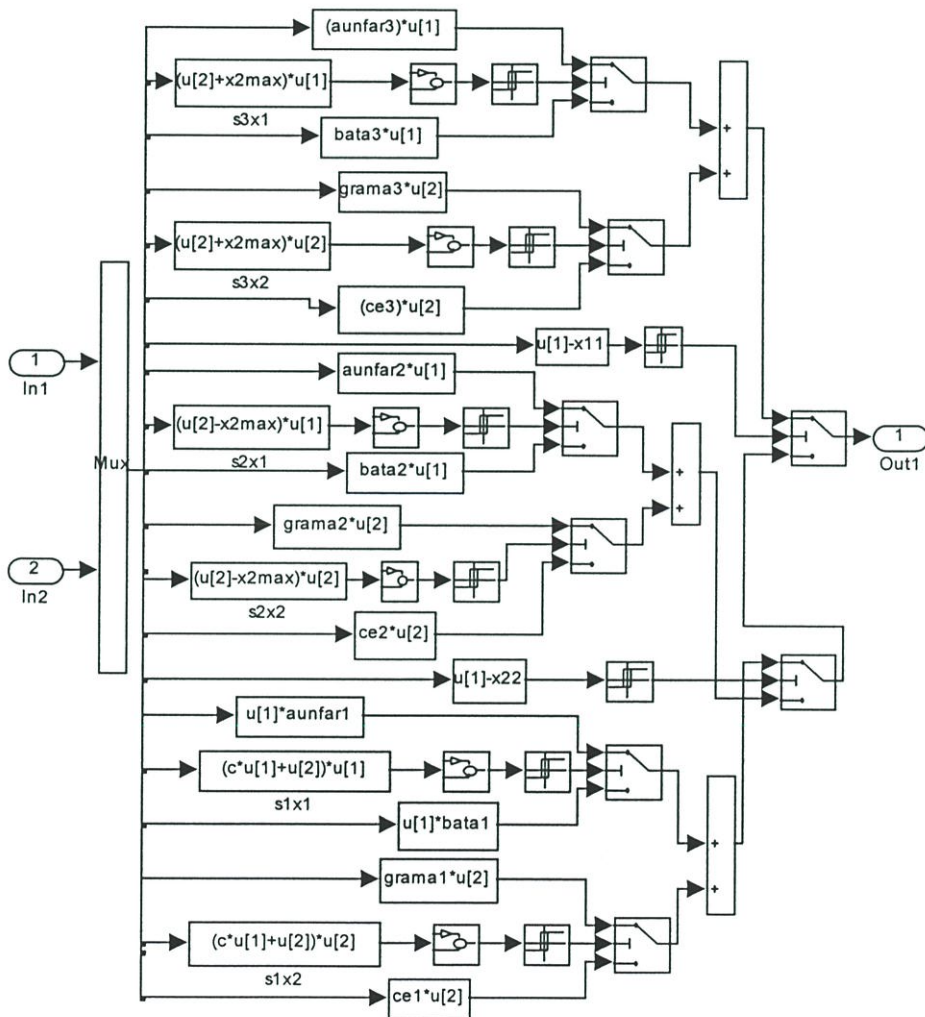 (aunfar3)*u[1]
(u[2]+x2max)*u[1]
s3x1
bata3*u[1]
+
grama3*u[2]
+
(u[2]+x2max)*u[2]
s3x2
(ce3)*u[2]
u[1]-x11
1
In1
aunfar2*u[1]
(u[2]-x2max)*u[1]
1
Out1
Mux
s2x1
bata2*u[1]
+
grama2*u[2]
+
2
In2
(u[2]-x2max)*u[2]
s2x2
ce2*u[2]
u[1]-x22
u[1]*aunfar1
(c*u[1]+u[2])*u[1]
s1x1
u[1]*bata1
+
grama1*u[2]
+
(c*u[1]+u[2])*u[2]
s1x2
ce1*u[2]